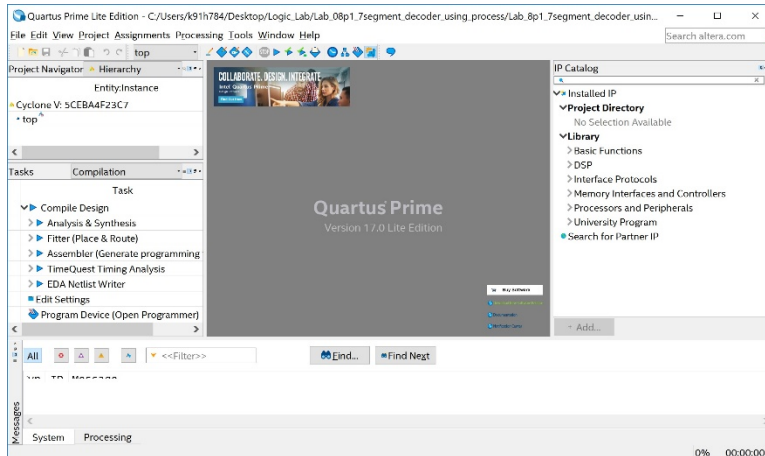 Quartus Prime Lite Edition - C:/Users/k91h784/Desktop/Logic_Lab/Lab_08p1_7segment_decoder_using_process/Lab_8p1_7segment_decoder_usin...
File Edit View Project Assignments Processing Tools Window Help
Search altera.com
top
Project Navigator Hierarchy
Entity:Instance
Cyclone V: 5CEBA4F23C7
top
Tasks Compilation
Task
Compile Design
Analysis & Synthesis
Fitter (Place & Route)
Assembler (Generate programming
TimeQuest Timing Analysis
EDA Netlist Writer
Edit Settings
Program Device (Open Programmer)
COLLABORATE. DESIGN. INTEGRATE.
Quartus Prime
Version 17.0 Lite Edition
Buy Software
IP Catalog
Installed IP
Project Directory
No Selection Available
Library
Basic Functions
DSP
Interface Protocols
Memory Interfaces and Controllers
Processors and Peripherals
University Program
Search for Partner IP
+ Add...
All
<<Filter>>
Find...
Find Next
Messages
System Processing
0% 00:00:00